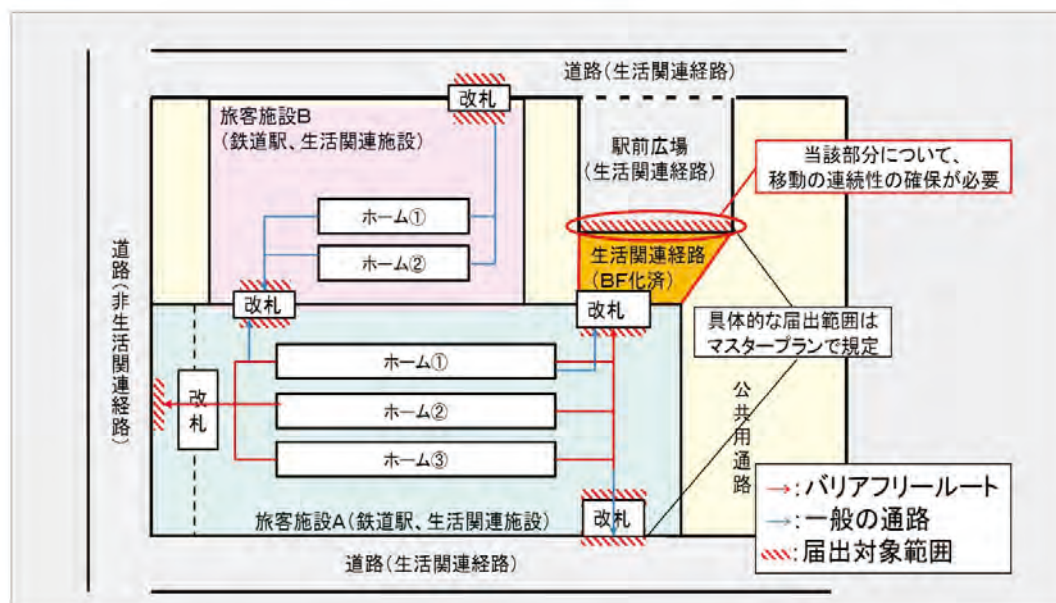 道路(生活関連経路)
改札
旅客施設B
(鉄道駅、生活関連施設)
駅前広場
(生活関連経路)
当該部分について、
移動の連続性の確保が必要
ホーム①
ホーム②
生活関連経路
(BF化済)
道路(非生活関連経路)
改札
改札
具体的な届出範囲は
マスタープランで規定
ホーム①
改札
ホーム②
ホーム③
公共用通路
旅客施設A(鉄道駅、生活関連施設)
改札
道路(生活関連経路)
:バリアフリールート
:一般の通路
:届出対象範囲